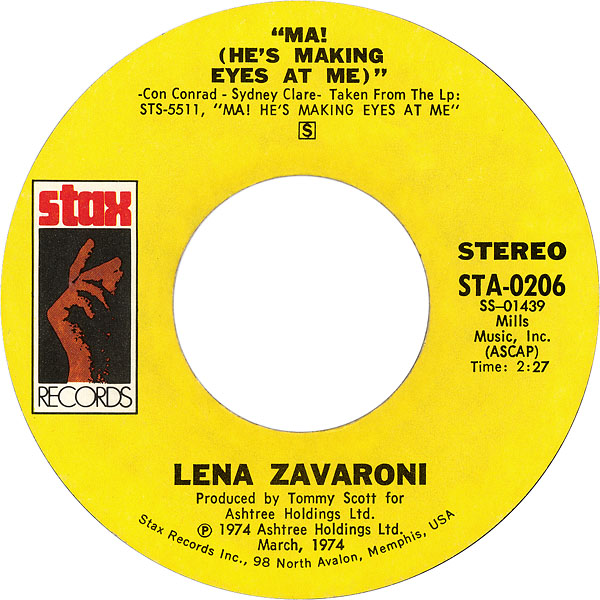 "MA!
(HE'S MAKING
EYES AT ME)"
-Con Conrad - Sydney Clare- Taken From The Lp:
STS-5511, "MA! HE'S MAKING EYES AT ME"
S
stax
RECORDS
STEREO
STA-0206
SS-01439
Mills
Music, Inc.
(ASCAP)
Time: 2:27
LENA ZAVARONI
Produced by Tommy Scott for
Ashtree Holdings Ltd.
℗ 1974 Ashtree Holdings Ltd.
March, 1974
Stax Records Inc., 98 North Avalon, Memphis, USA